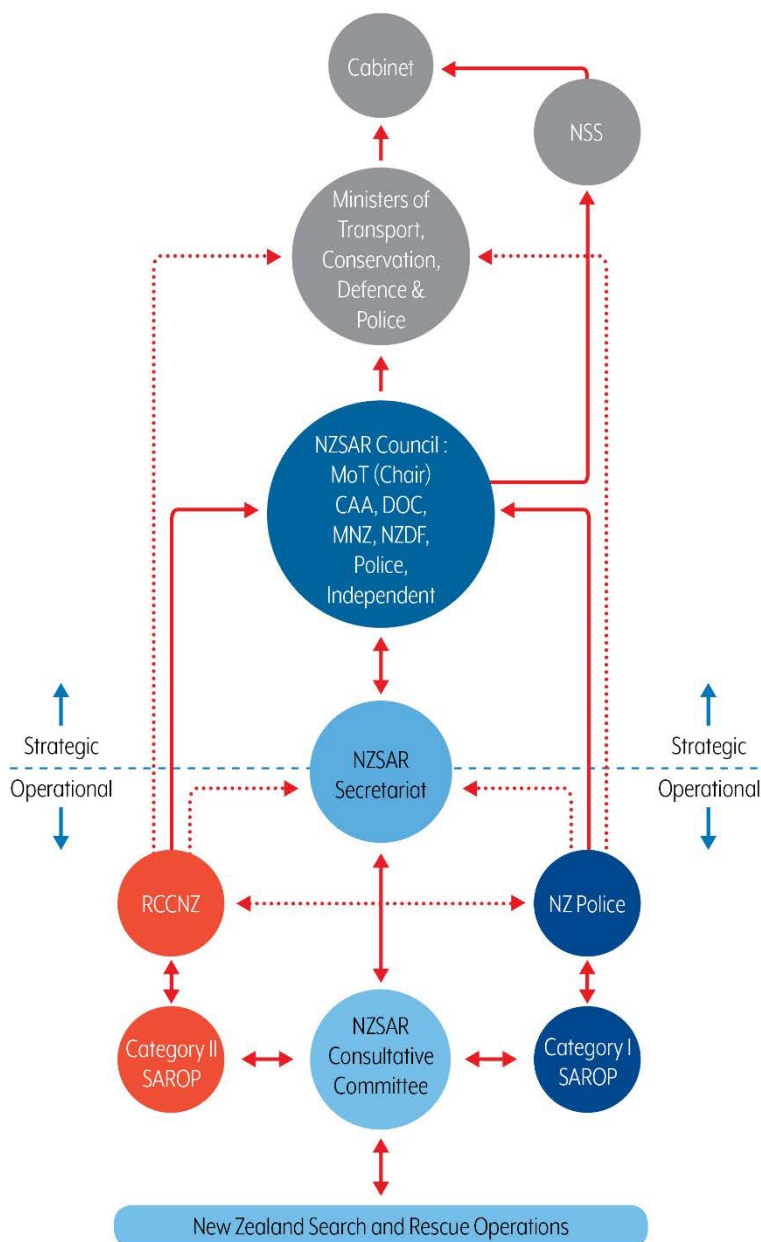 Cabinet
NSS
Ministers of
Transport,
Conservation,
Defence &
Police
NZSAR Council :
MoT (Chair)
CAA, DOC,
MNZ, NZDF,
Police,
Independent
Strategic
Operational
NZSAR
Secretariat
Strategic
Operational
RCCNZ
NZ Police
Category II
SAROP
NZSAR
Consultative
Committee
Category I
SAROP
New Zealand Search and Rescue Operations